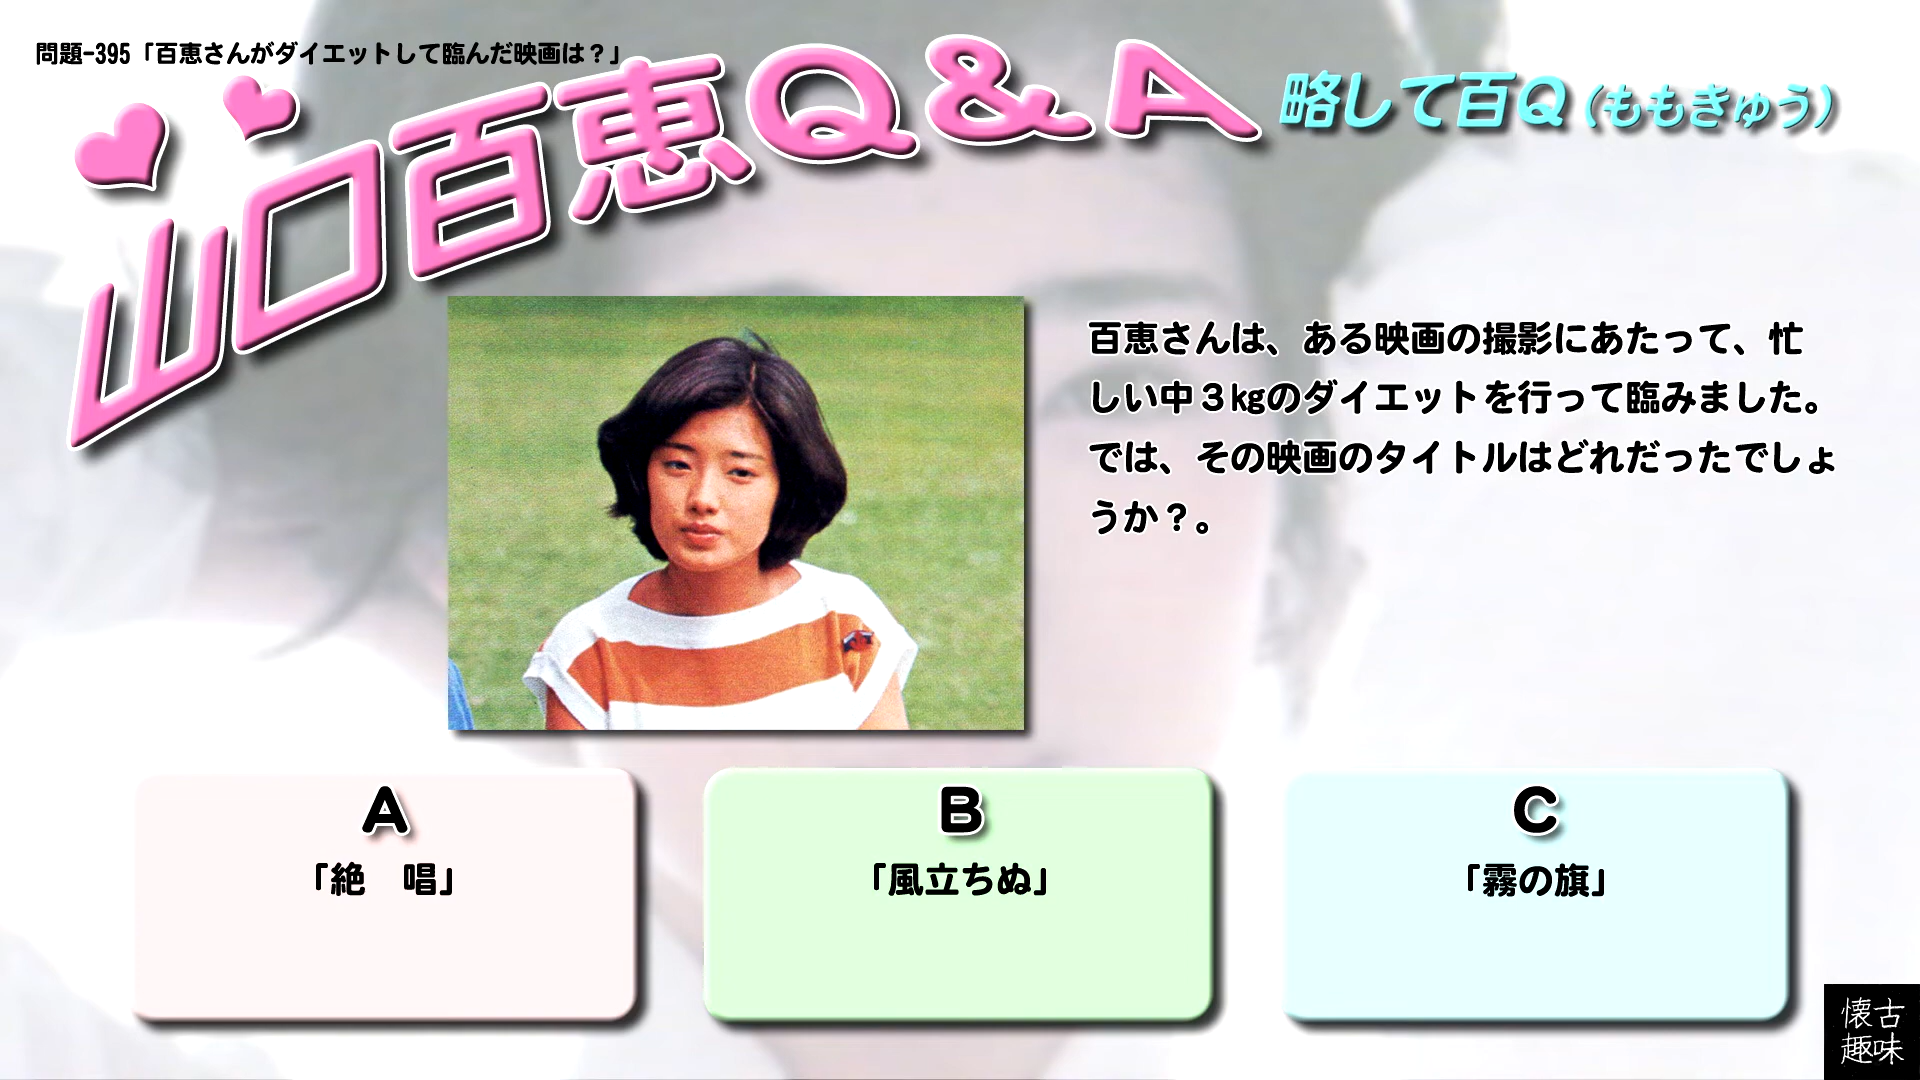 問題-395「百恵さんがダイエットして臨んだ映画は？」
山口百恵Q&A
略して百Q（ももきゅう）
百恵さんは、ある映画の撮影にあたって、忙
しい中３㎏のダイエットを行って臨みました。
では、その映画のタイトルはどれだったでしょ
うか？。
A
「絶　唱」
B
「風立ちぬ」
C
「霧の旗」
懐古
趣味